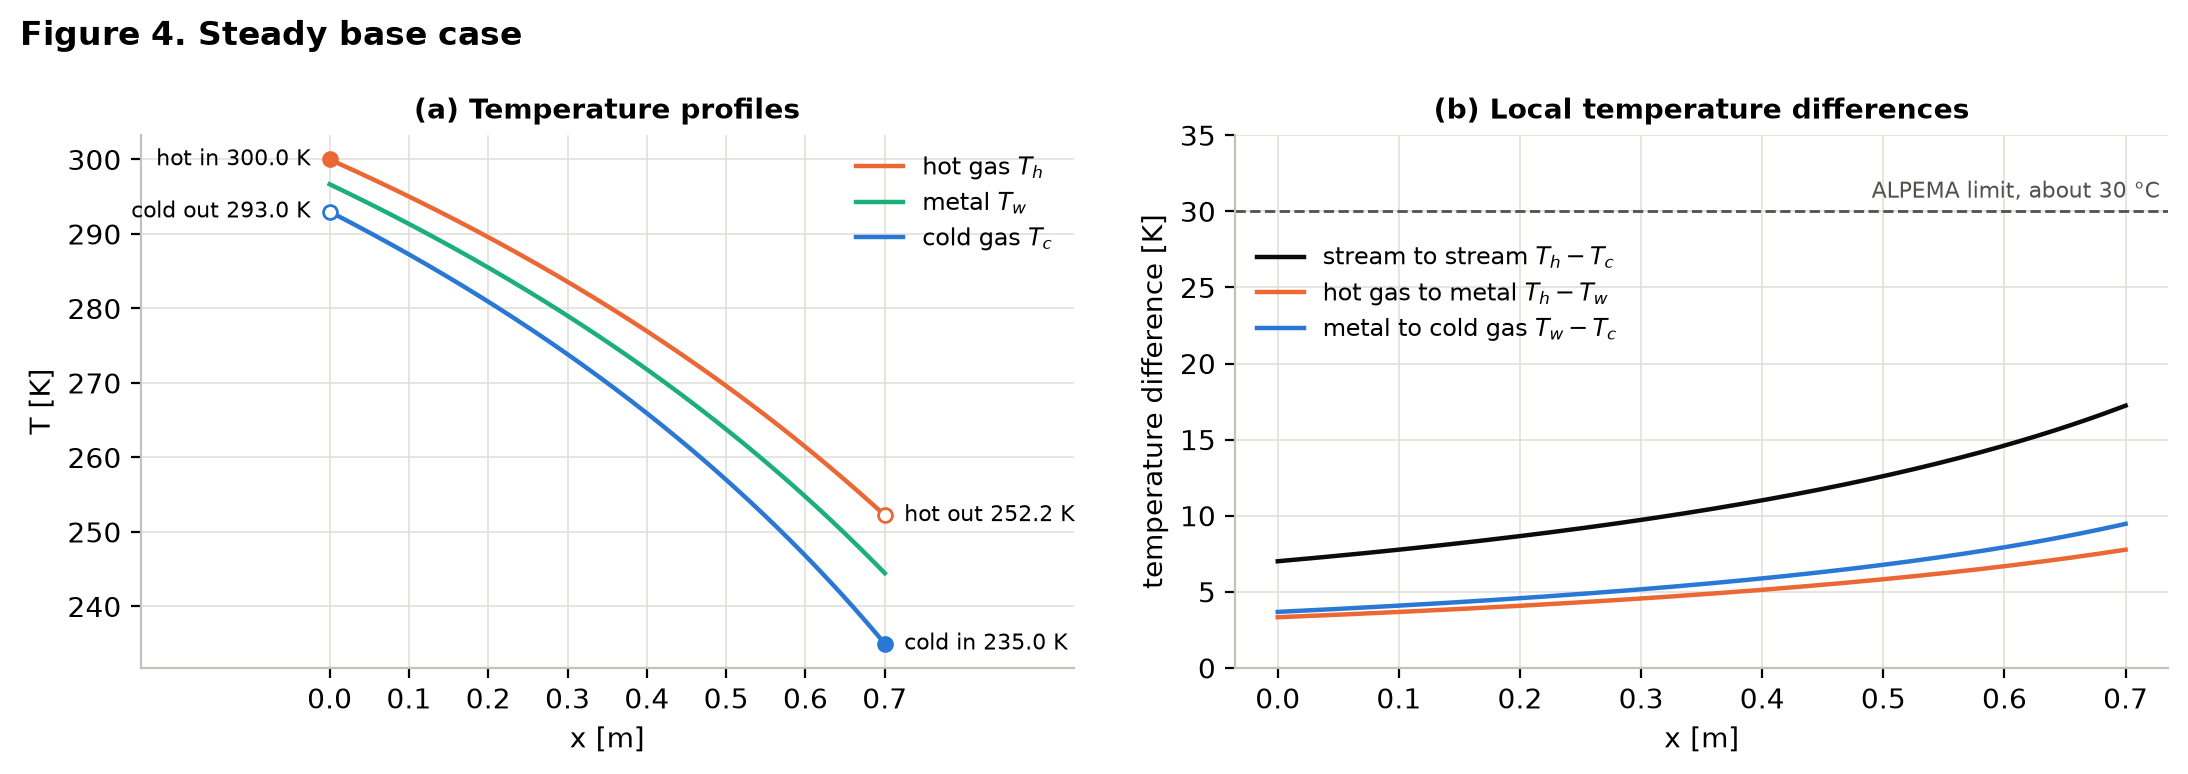 Figure 4. Steady base case
(a) Temperature profiles
T [K]
300
290
280
270
260
250
240
hot in 300.0 K
cold out 293.0 K
hot out 252.2 K
cold in 235.0 K
hot gas T_h
metal T_w
cold gas T_c
0.0 0.1 0.2 0.3 0.4 0.5 0.6 0.7
x [m]
(b) Local temperature differences
temperature difference [K]
35
30
25
20
15
10
5
0
ALPEMA limit, about 30 °C
stream to stream T_h − T_c
hot gas to metal T_h − T_w
metal to cold gas T_w − T_c
0.0 0.1 0.2 0.3 0.4 0.5 0.6 0.7
x [m]